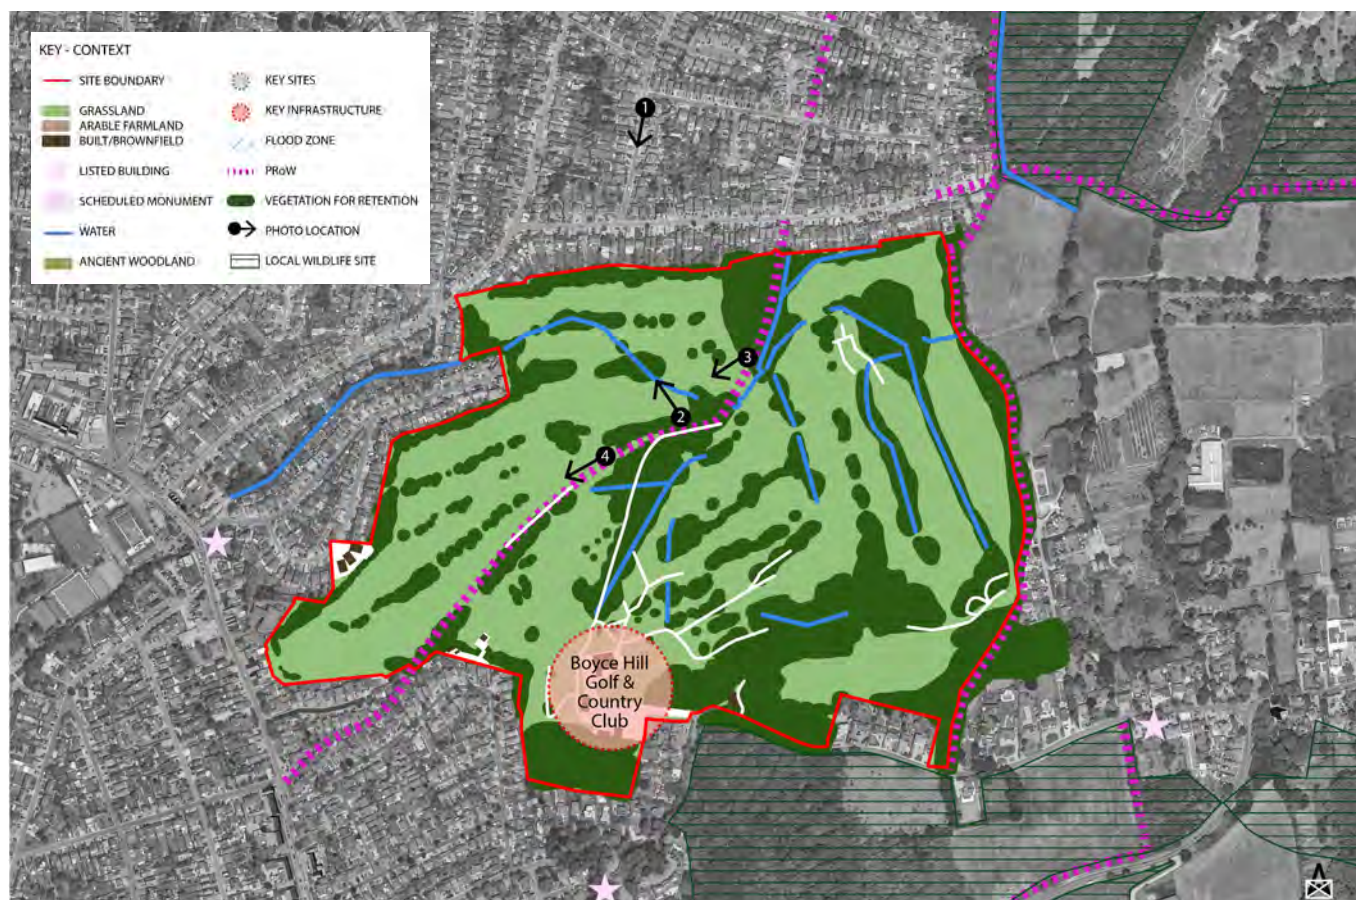 KEY - CONTEXT
SITE BOUNDARY
GRASSLAND
ARABLE FARMLAND
BUILT/BROWNFIELD
LISTED BUILDING
SCHEDULED MONUMENT
WATER
ANCIENT WOODLAND
KEY SITES
KEY INFRASTRUCTURE
FLOOD ZONE
PRoW
VEGETATION FOR RETENTION
PHOTO LOCATION
LOCAL WILDLIFE SITE
1
3
2
4
Boyce Hill
Golf &
Country
Club